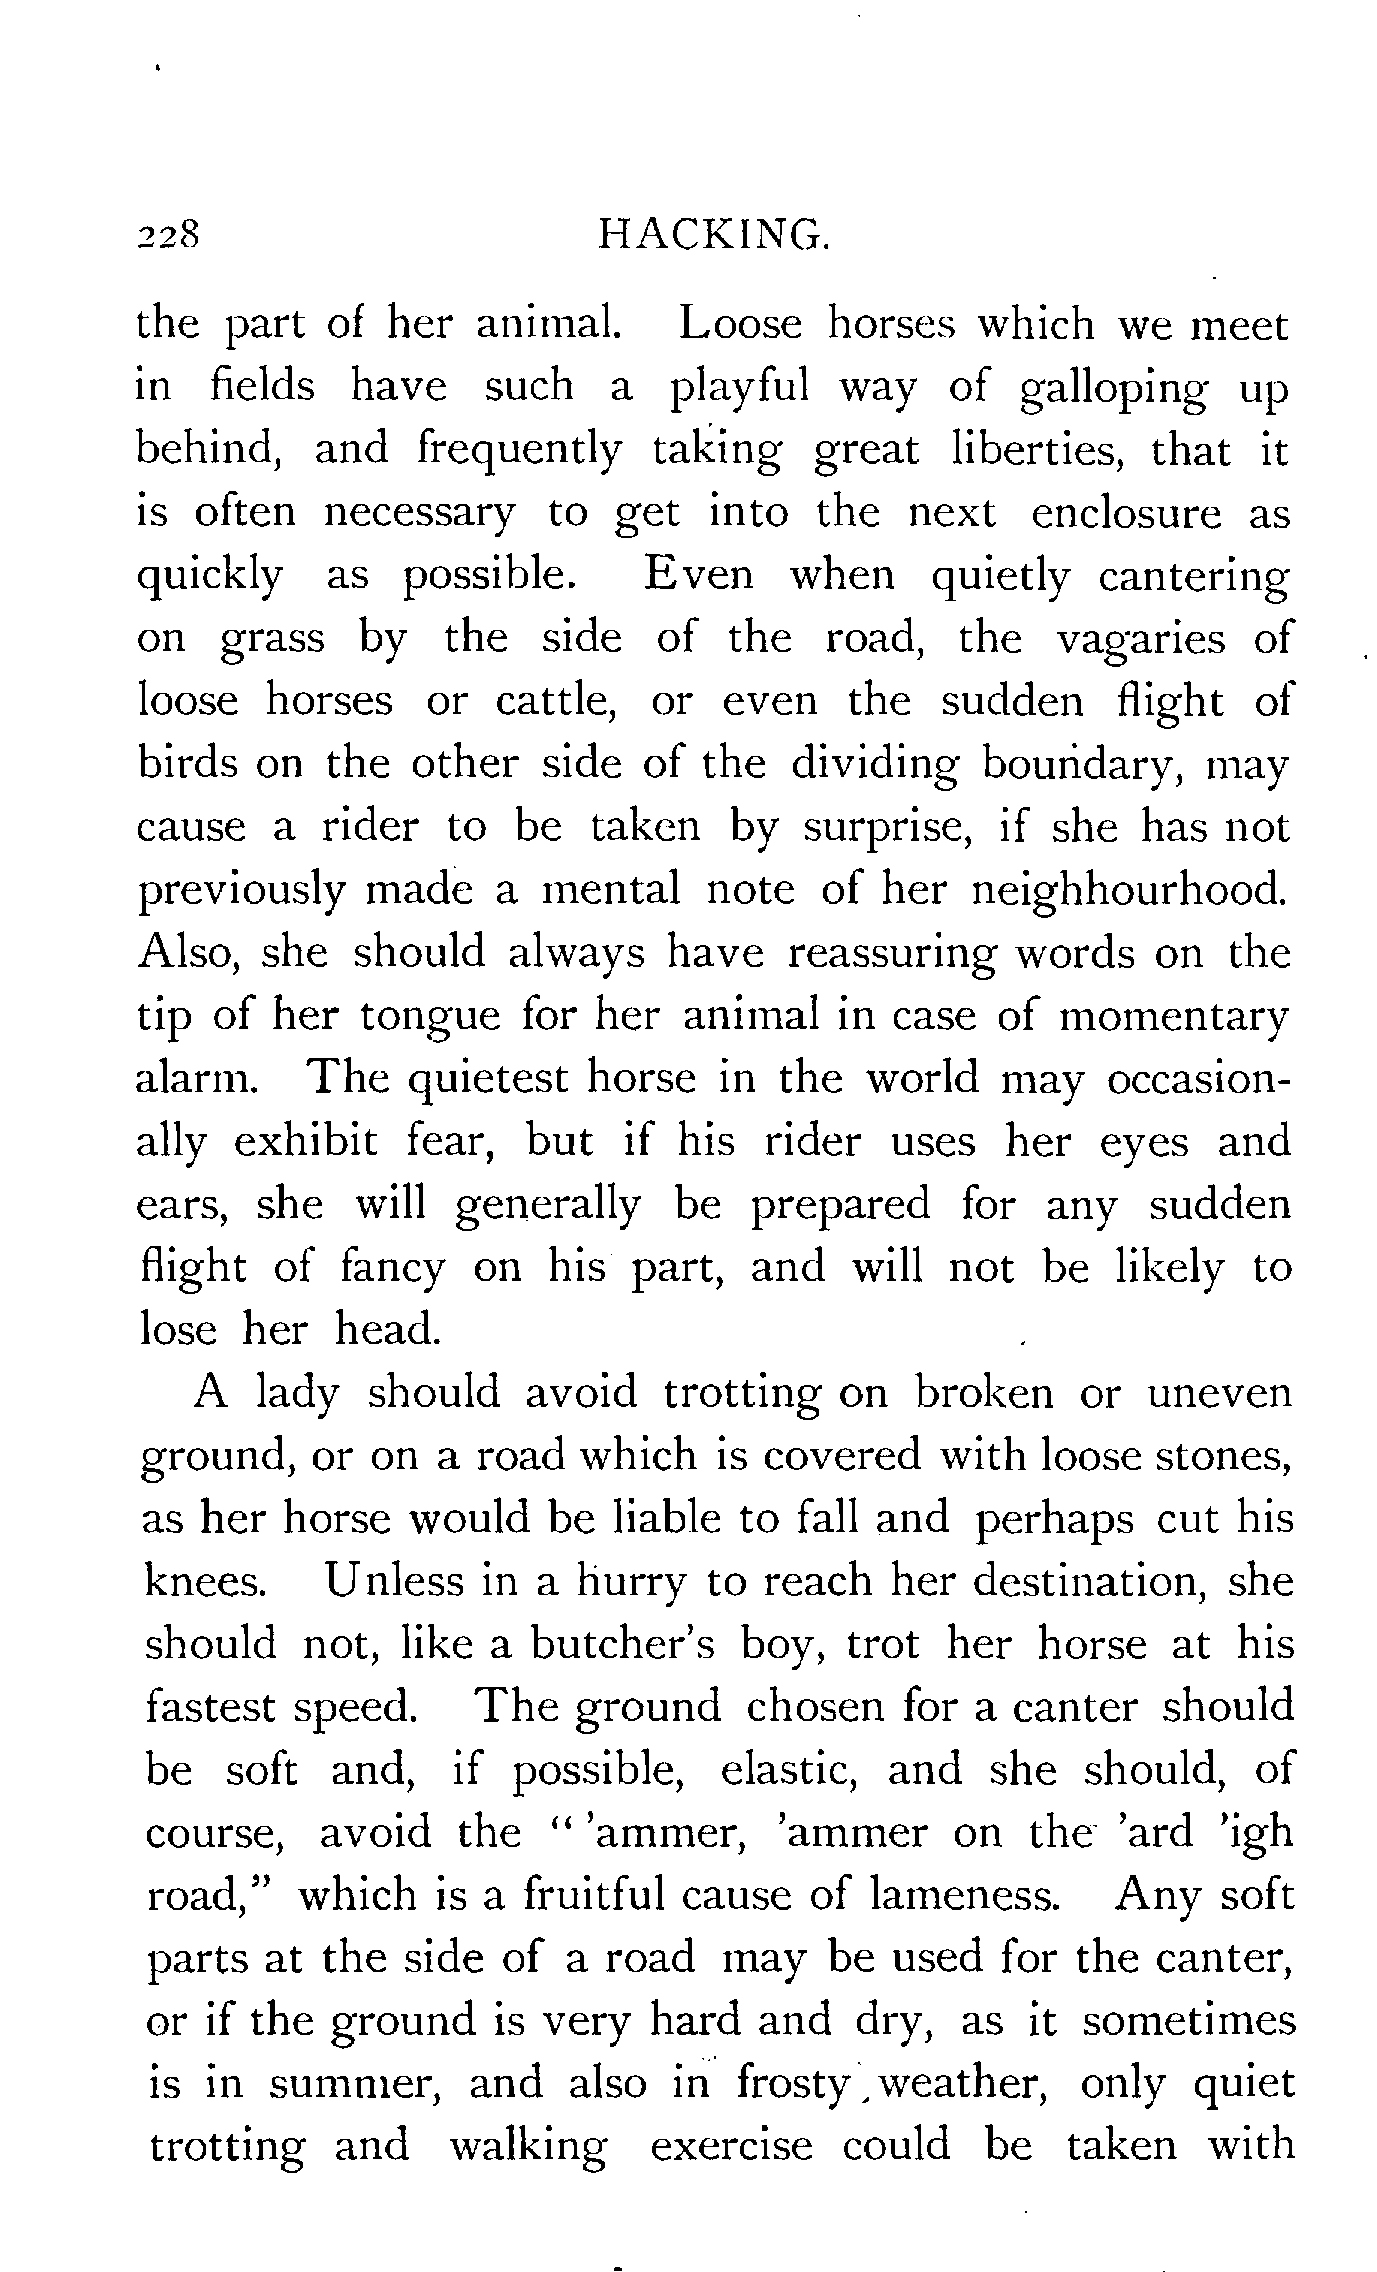 228 HACKING.
the part of her animal. Loose horses which we meet
in fields have such a playful way of galloping up
behind, and frequently taking great liberties, that it
is often necessary to get into the next enclosure as
quickly as possible. Even when quietly cantering
on grass by the side of the road, the vagaries of
loose horses or cattle, or even the sudden flight of
birds on the other side of the dividing boundary, may
cause a rider to be taken by surprise, if she has not
previously made a mental note of her neighhourhood.
Also, she should always have reassuring words on the
tip of her tongue for her animal in case of momentary
alarm. The quietest horse in the world may occasion-
ally exhibit fear, but if his rider uses her eyes and
ears, she will generally be prepared for any sudden
flight of fancy on his part, and will not be likely to
lose her head.
A lady should avoid trotting on broken or uneven
ground, or on a road which is covered with loose stones,
as her horse would be liable to fall and perhaps cut his
knees. Unless in a hurry to reach her destination, she
should not, like a butcher's boy, trot her horse at his
fastest speed. The ground chosen for a canter should
be soft and, if possible, elastic, and she should, of
course, avoid the “ 'ammer, 'ammer on the 'ard 'igh
road,” which is a fruitful cause of lameness. Any soft
parts at the side of a road may be used for the canter,
or if the ground is very hard and dry, as it sometimes
is in summer, and also in frosty weather, only quiet
trotting and walking exercise could be taken with